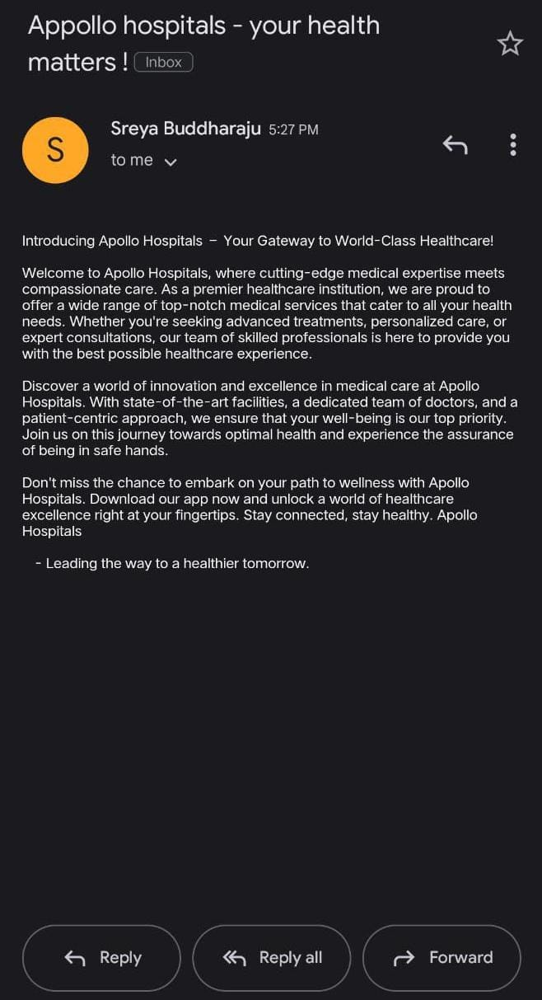 Appollo hospitals - your health
matters ! Inbox
S
Sreya Buddharaju 5:27 PM
to me
Introducing Apollo Hospitals – Your Gateway to World-Class Healthcare!
Welcome to Apollo Hospitals, where cutting-edge medical expertise meets
compassionate care. As a premier healthcare institution, we are proud to
offer a wide range of top-notch medical services that cater to all your health
needs. Whether you're seeking advanced treatments, personalized care, or
expert consultations, our team of skilled professionals is here to provide you
with the best possible healthcare experience.
Discover a world of innovation and excellence in medical care at Apollo
Hospitals. With state-of-the-art facilities, a dedicated team of doctors, and a
patient-centric approach, we ensure that your well-being is our top priority.
Join us on this journey towards optimal health and experience the assurance
of being in safe hands.
Don't miss the chance to embark on your path to wellness with Apollo
Hospitals. Download our app now and unlock a world of healthcare
excellence right at your fingertips. Stay connected, stay healthy. Apollo
Hospitals
- Leading the way to a healthier tomorrow.
Reply Reply all Forward